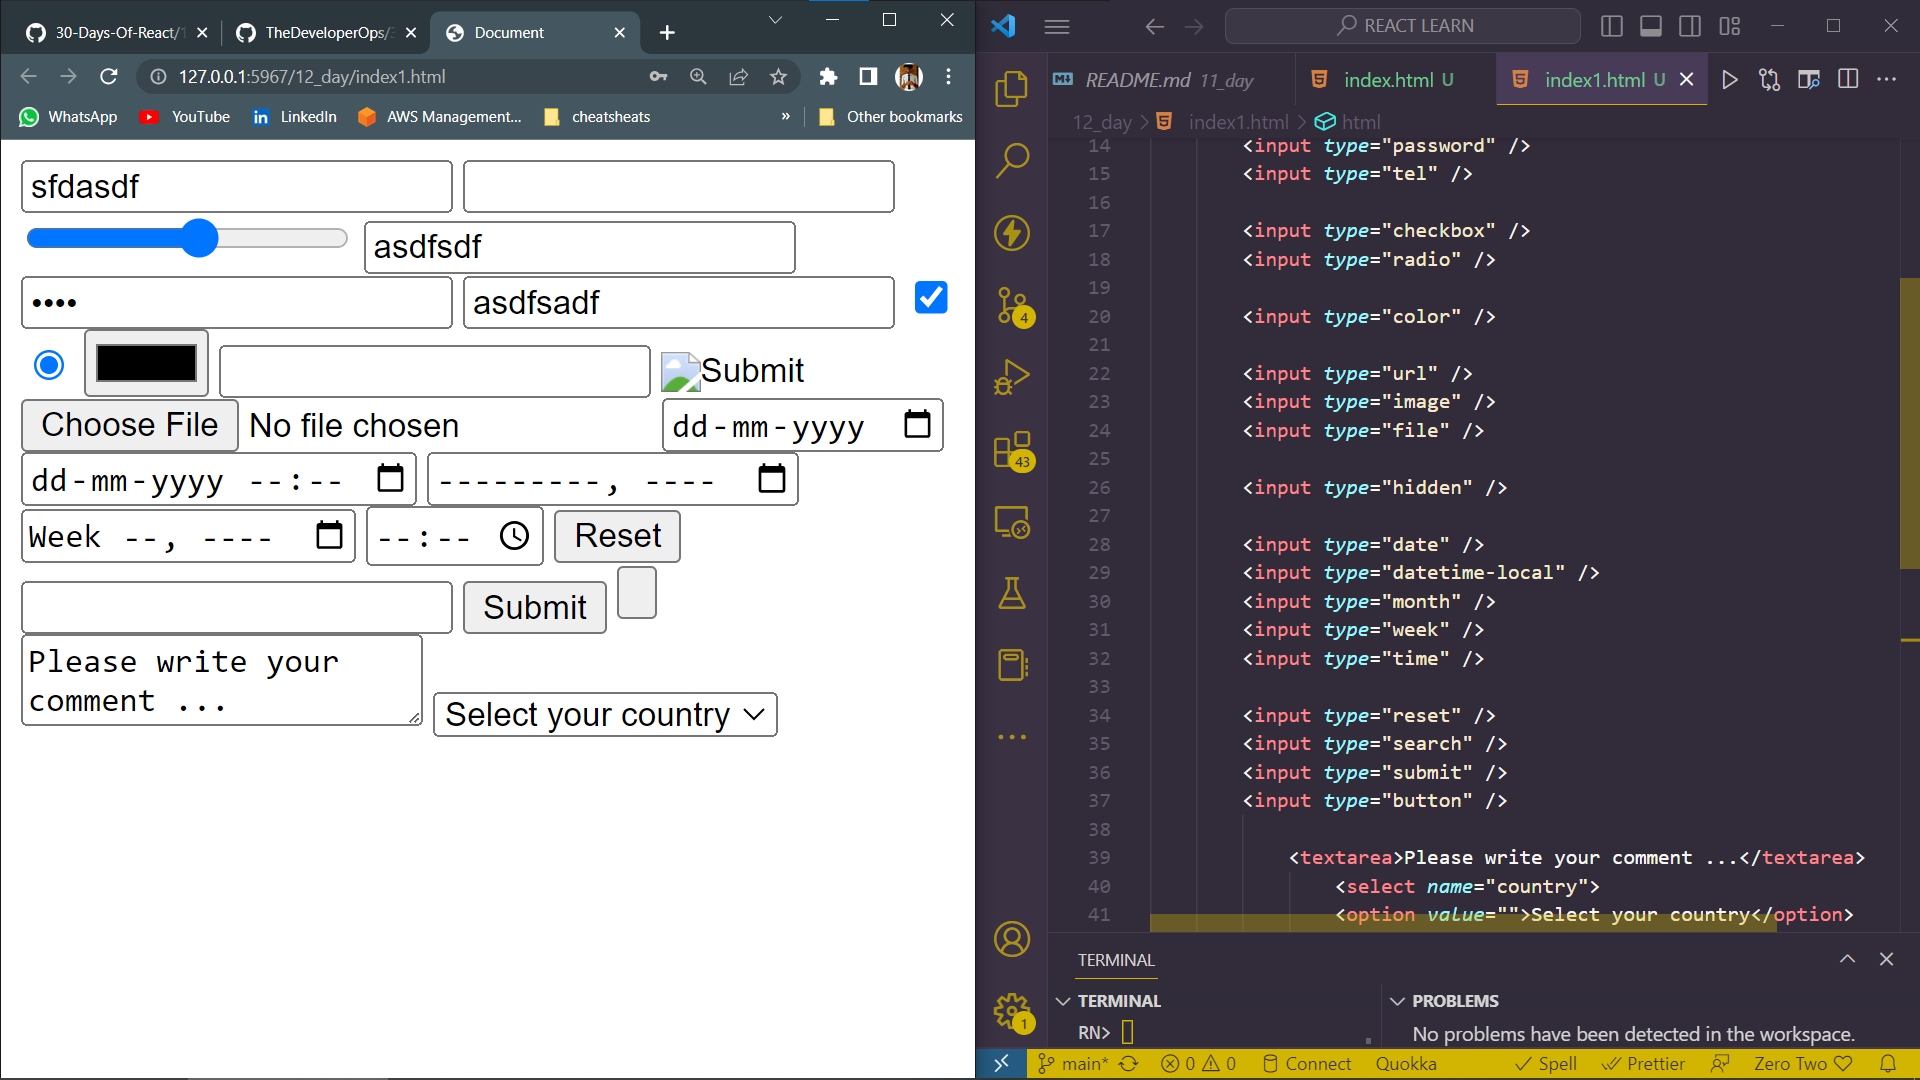 30-Days-Of-React/1
TheDeveloperOps/3
Document
127.0.0.1:5967/12_day/index1.html
WhatsApp
YouTube
LinkedIn
AWS Management...
cheatsheets
»
Other bookmarks
sfdasdf
asdfsdf
••••
asdfsadf
Submit
Choose File No file chosen
dd-mm-yyyy
dd-mm-yyyy --:--
---------, ----
Week --, ----
--:--
Reset
Submit
Please write your
comment ...
Select your country
REACT LEARN
README.md 11_day
index.html U
index1.html U
12_day > index1.html > html
14 <input type="password" />
15 <input type="tel" />
16
17 <input type="checkbox" />
18 <input type="radio" />
19
20 <input type="color" />
21
22 <input type="url" />
23 <input type="image" />
24 <input type="file" />
25
26 <input type="hidden" />
27
28 <input type="date" />
29 <input type="datetime-local" />
30 <input type="month" />
31 <input type="week" />
32 <input type="time" />
33
34 <input type="reset" />
35 <input type="search" />
36 <input type="submit" />
37 <input type="button" />
38
39 <textarea>Please write your comment ...</textarea>
40 <select name="country">
41 <option value="">Select your country</option>
4
43
1
TERMINAL
TERMINAL
RN>
PROBLEMS
No problems have been detected in the workspace.
main*
0 0
Connect
Quokka
Spell
Prettier
Zero Two